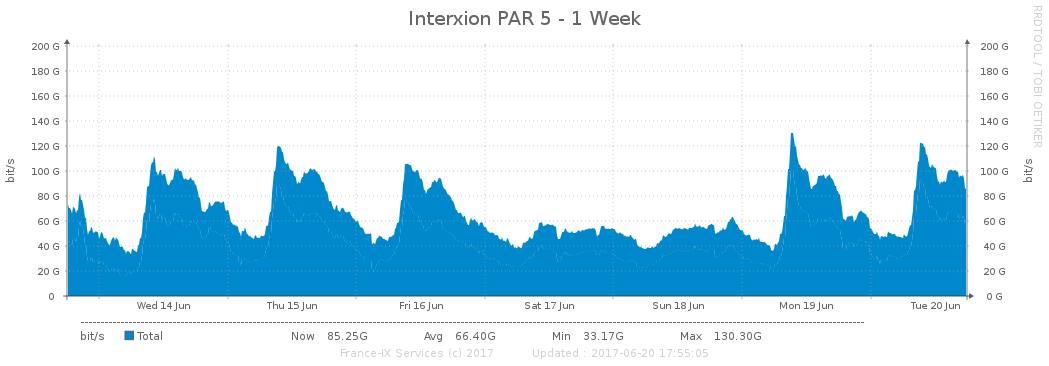 Interxion PAR 5 - 1 Week
RRDTOOL / TOBI OETIKER
bit/s
200 G 200 G
180 G 180 G
160 G 160 G
140 G 140 G
120 G 120 G
100 G 100 G
80 G 80 G
60 G 60 G
40 G 40 G
20 G 20 G
0 0 G
bit/s
Wed 14 Jun Thu 15 Jun Fri 16 Jun Sat 17 Jun Sun 18 Jun Mon 19 Jun Tue 20 Jun
bit/s Total Now 85.25G Avg 66.40G Min 33.17G Max 130.30G
France-IX Services (c) 2017 Updated : 2017-06-20 17:55:05